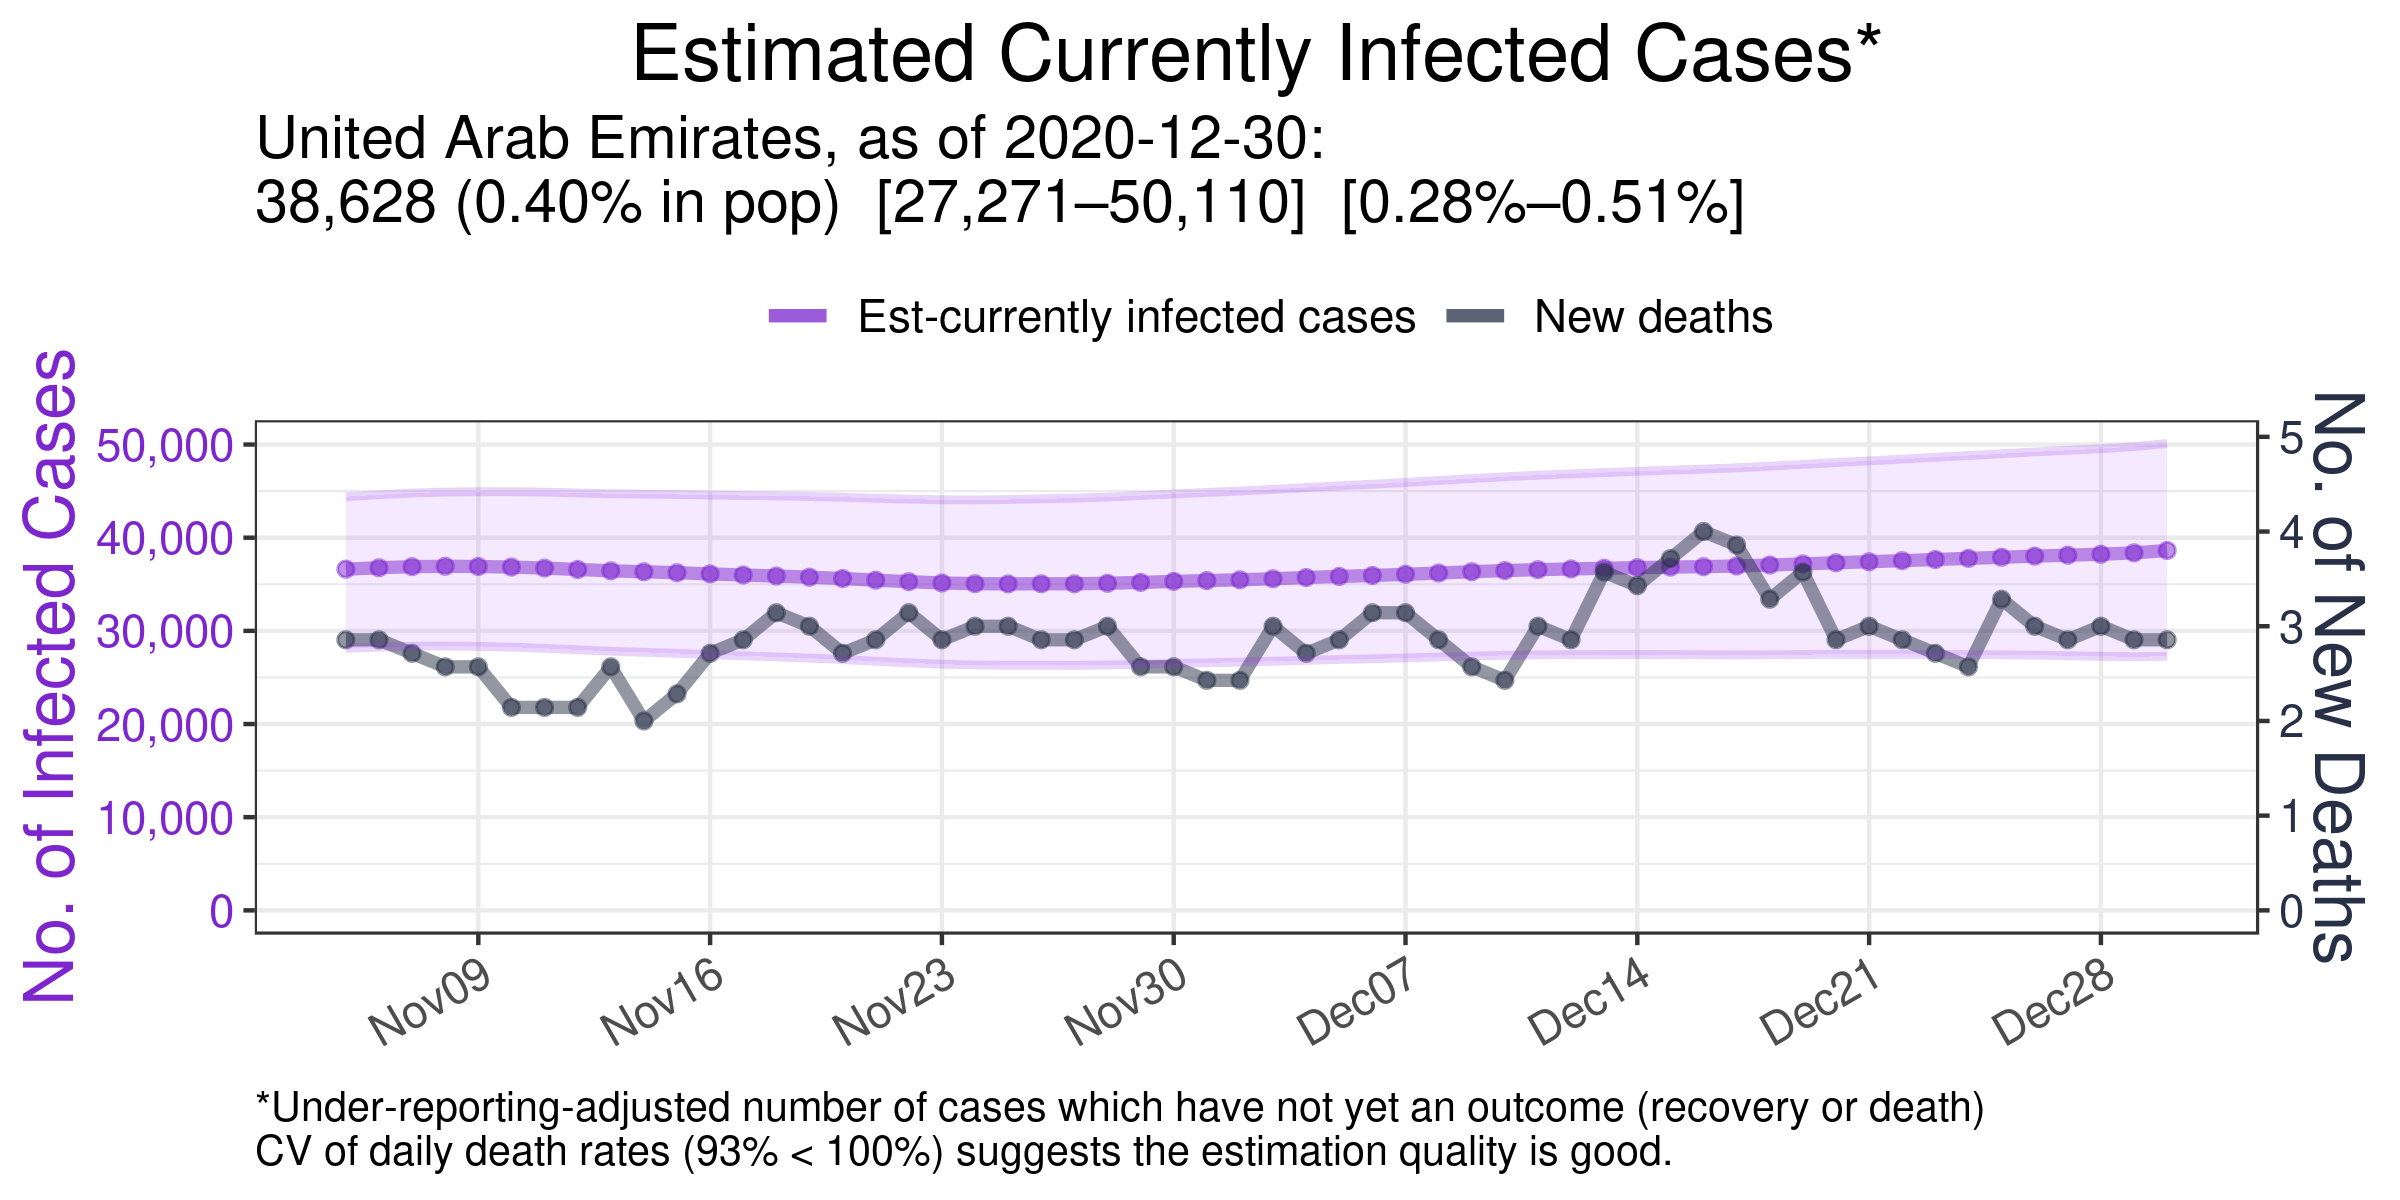 Estimated Currently Infected Cases*
United Arab Emirates, as of 2020-12-30:
38,628 (0.40% in pop)  [27,271–50,110]  [0.28%–0.51%]
Est-currently infected cases
New deaths
No. of Infected Cases
50,000
40,000
30,000
20,000
10,000
0
5
4
3
2
1
0
No. of New Deaths
Nov09
Nov16
Nov23
Nov30
Dec07
Dec14
Dec21
Dec28
*Under-reporting-adjusted number of cases which have not yet an outcome (recovery or death)
CV of daily death rates (93% < 100%) suggests the estimation quality is good.